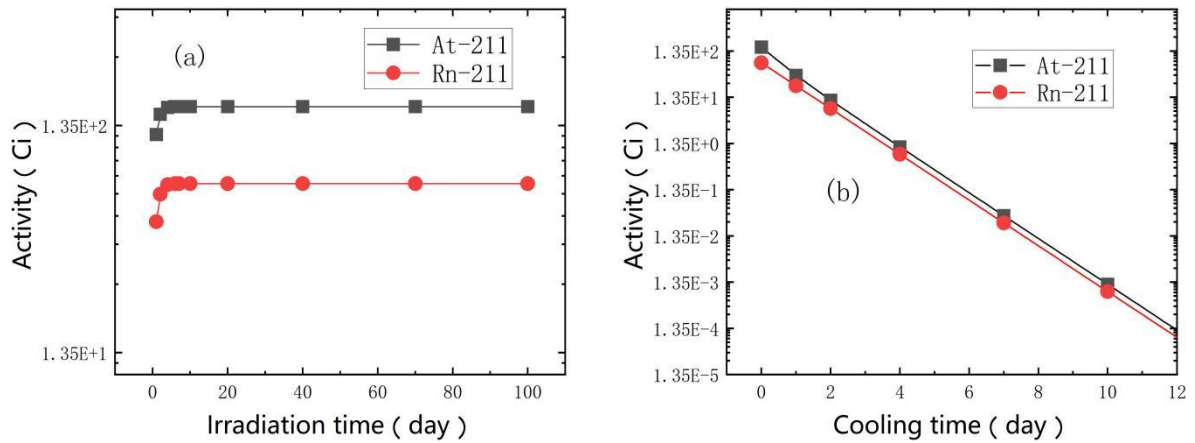 (a)
At-211
Rn-211
1.35E+2
1.35E+1
Activity ( Ci )
0 20 40 60 80 100
Irradiation time ( day )
(b)
At-211
Rn-211
1.35E+2
1.35E+1
1.35E+0
1.35E-1
1.35E-2
1.35E-3
1.35E-4
1.35E-5
Activity ( Ci )
0 2 4 6 8 10 12
Cooling time ( day )